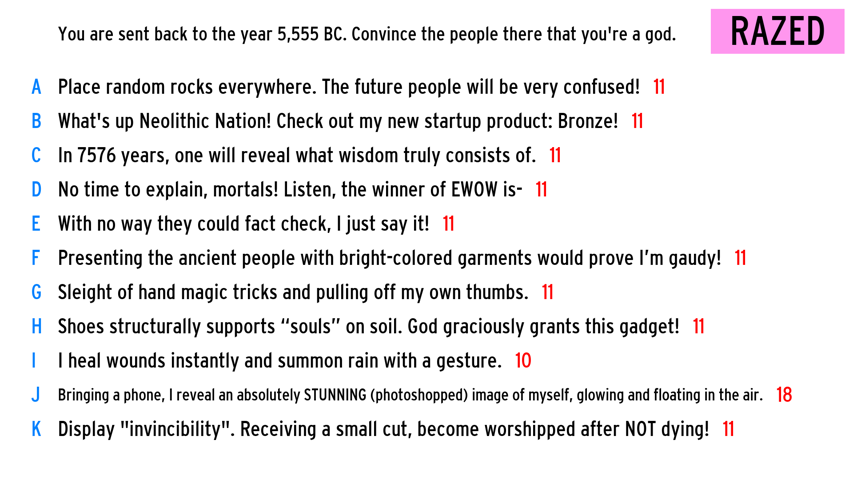 You are sent back to the year 5,555 BC. Convince the people there that you're a god.
RAZED
A Place random rocks everywhere. The future people will be very confused! 11
B What's up Neolithic Nation! Check out my new startup product: Bronze! 11
C In 7576 years, one will reveal what wisdom truly consists of. 11
D No time to explain, mortals! Listen, the winner of EWOW is- 11
E With no way they could fact check, I just say it! 11
F Presenting the ancient people with bright-colored garments would prove I’m gaudy! 11
G Sleight of hand magic tricks and pulling off my own thumbs. 11
H Shoes structurally supports “souls” on soil. God graciously grants this gadget! 11
I I heal wounds instantly and summon rain with a gesture. 10
J Bringing a phone, I reveal an absolutely STUNNING (photoshopped) image of myself, glowing and floating in the air. 18
K Display "invincibility". Receiving a small cut, become worshipped after NOT dying! 11